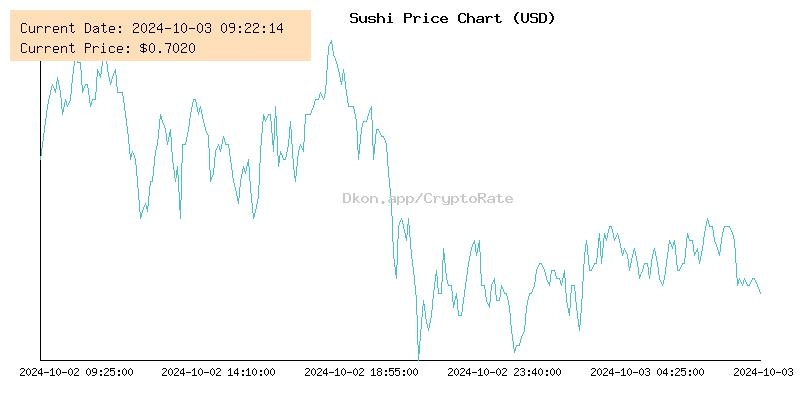 Sushi Price Chart (USD)
Current Date: 2024-10-03 09:22:14
Current Price: $0.7020
Dkon.app/CryptoRate
2024-10-02 09:25:00 2024-10-02 14:10:00 2024-10-02 18:55:00 2024-10-02 23:40:00 2024-10-03 04:25:00 2024-10-03